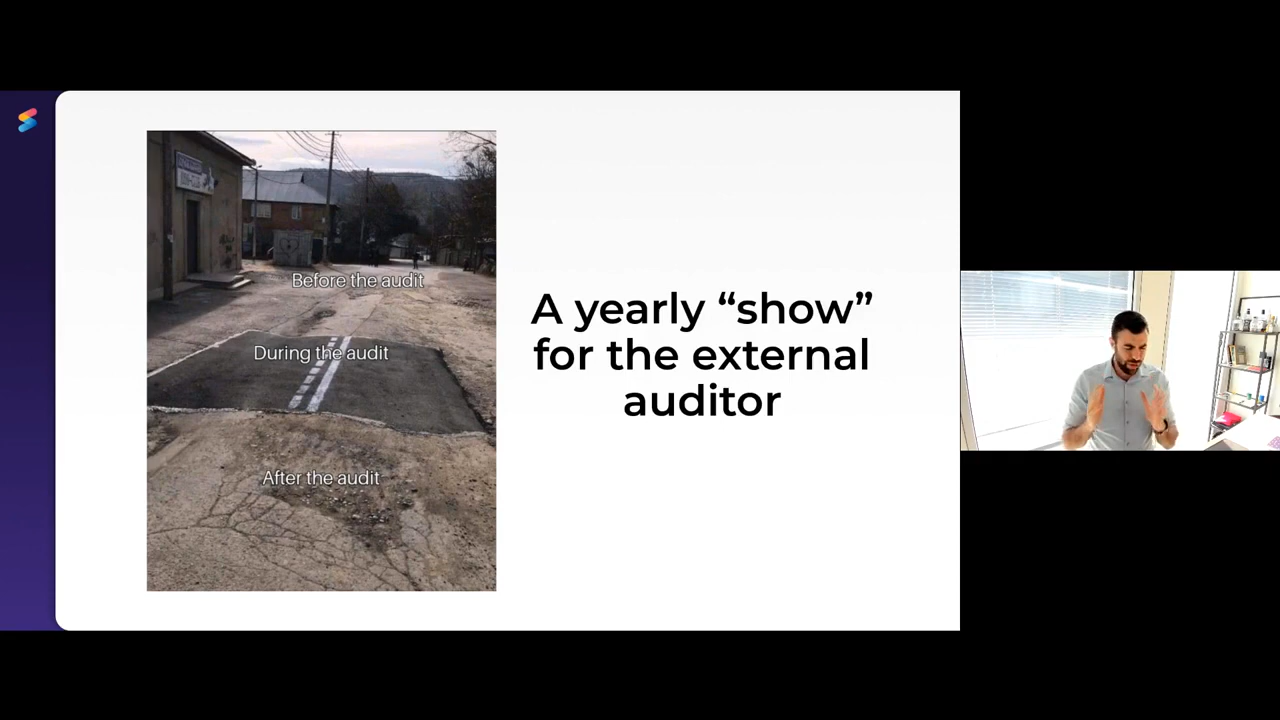 Before the audit
During the audit
After the audit
A yearly “show”
for the external
auditor